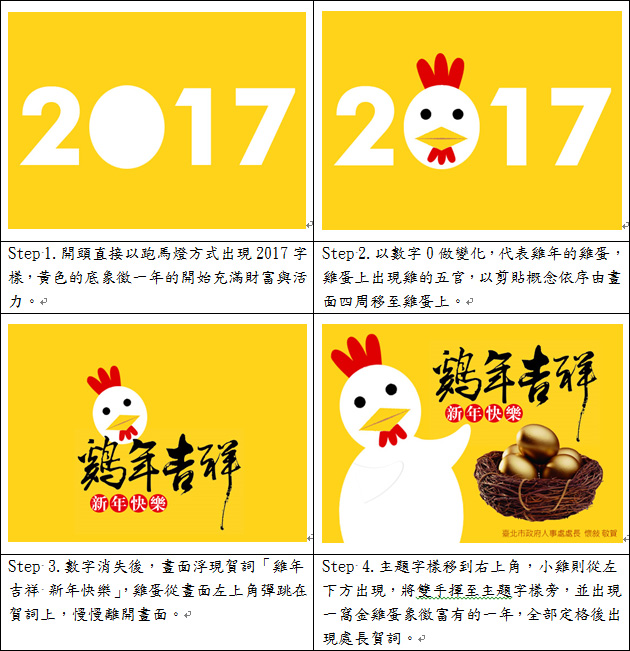 2017
2017
Step 1. 開頭直接以跑馬燈方式出現 2017 字
樣，黃色的底象徵一年的開始充滿財富與活
力。
Step 2. 以數字 0 做變化，代表雞年的雞蛋，
雞蛋上出現雞的五官，以剪貼概念依序由畫
面四周移至雞蛋上。
鷄年吉祥
新年快樂
鷄年吉祥
新年快樂
臺北市政府人事處處長 懷敍 敬賀
Step 3. 數字消失後，畫面浮現賀詞「雞年
吉祥 新年快樂」，雞蛋從畫面左上角彈跳在
賀詞上，慢慢離開畫面。
Step 4. 主題字樣移到右上角，小雞則從左
下方出現，將雙手揮至主題字樣旁，並出現
一窩金雞蛋象徵富有的一年，全部定格後出
現處長賀詞。